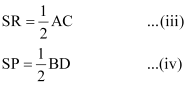 SR = 1/2 AC ...(iii)
SP = 1/2 BD ...(iv)